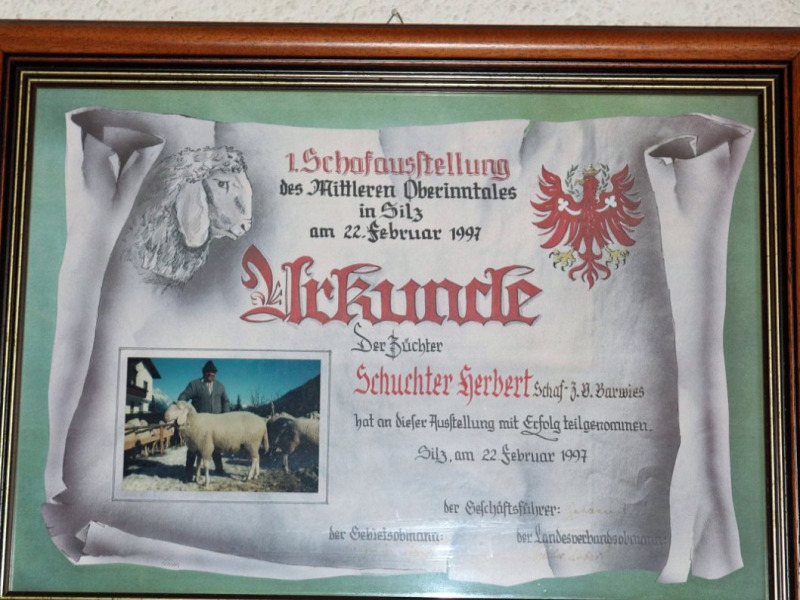 1. Schafausstellung
des Mittleren Oberinntales
in Silz
am 22. Februar 1997
Urkunde
Der Züchter
Schuchter Herbert Schaf-Z.V. Barwies
hat an dieser Ausstellung mit Erfolg teilgenommen.
Silz, am 22 Februar 1997
der Geschäftsführer:
der Gebietsobmann: der Landesverbandsobmann: